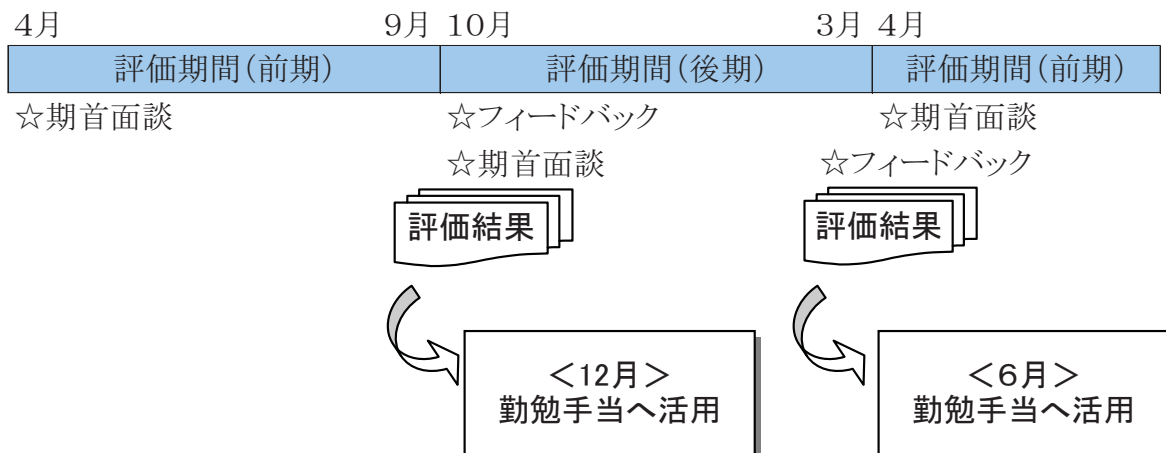 4月 9月 10月 3月 4月
評価期間(前期) 評価期間(後期) 評価期間(前期)
☆期首面談 ☆フィードバック ☆期首面談
☆期首面談 ☆フィードバック
評価結果 評価結果
<12月> <6月>
勤勉手当へ活用 勤勉手当へ活用